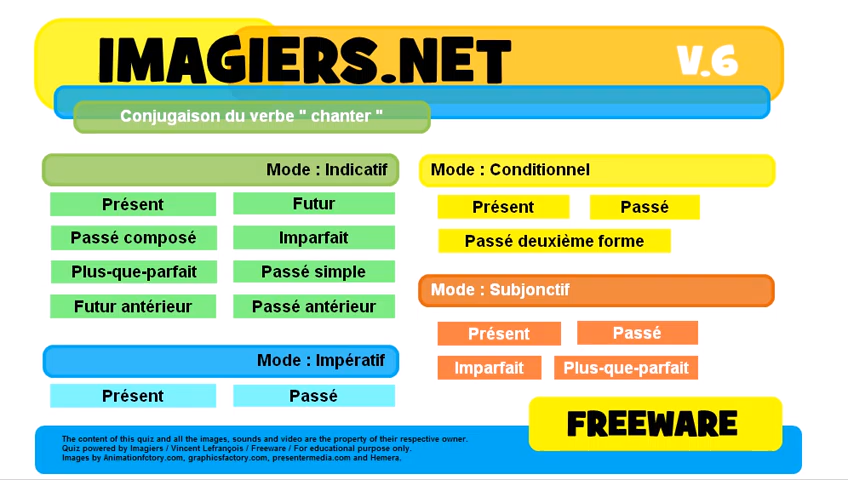 IMAGIERS.NET
V.6
Conjugaison du verbe " chanter "
Mode : Indicatif
Présent
Futur
Passé composé
Imparfait
Plus-que-parfait
Passé simple
Futur antérieur
Passé antérieur
Mode : Impératif
Présent
Passé
Mode : Conditionnel
Présent
Passé
Passé deuxième forme
Mode : Subjonctif
Présent
Passé
Imparfait
Plus-que-parfait
FREEWARE
The content of this quiz and all the images, sounds and video are the property of their respective owner.
Quiz powered by Imagiers / Vincent Lefrançois / Freeware / For educational purpose only.
Images by Animationfctory.com, graphicsfactory.com, presentermedia.com and Hemera.